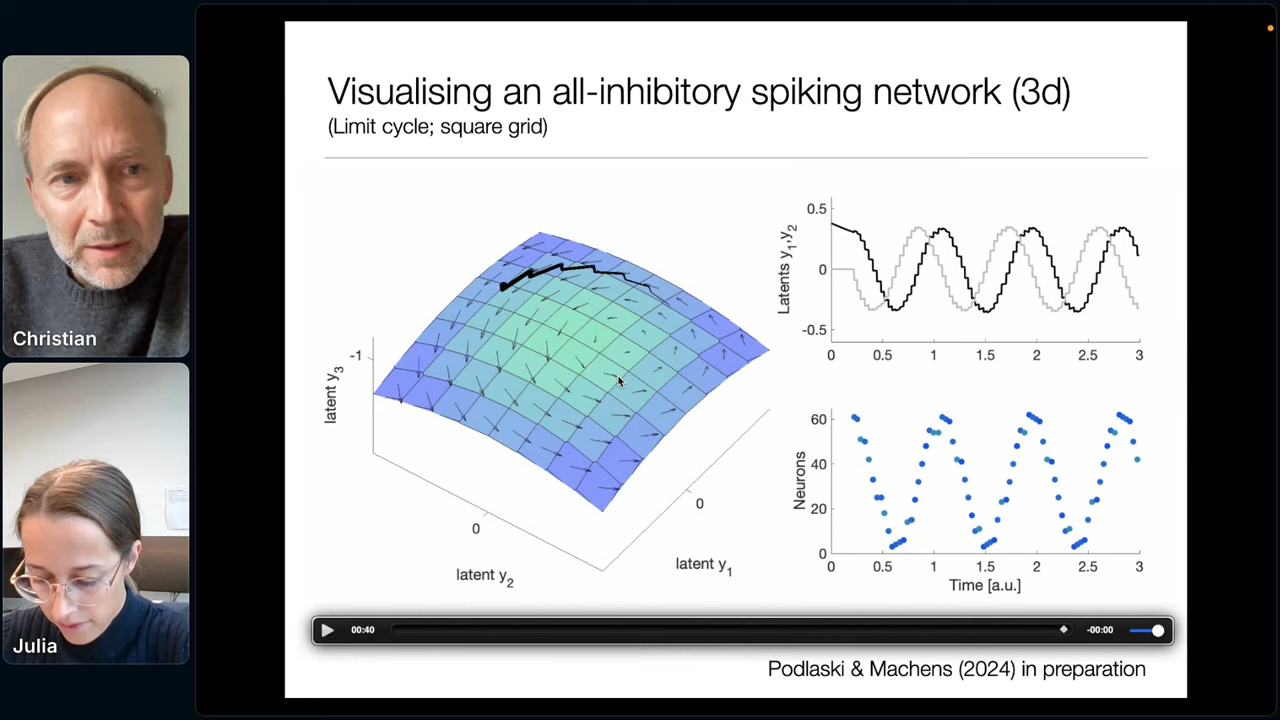 Christian
Julia
Visualising an all-inhibitory spiking network (3d)
(Limit cycle; square grid)
-1
latent y3
0
latent y2
0
latent y1
0.5
0
-0.5
Latents y1,y2
0 0.5 1 1.5 2 2.5 3
60
40
20
0
Neurons
0 0.5 1 1.5 2 2.5 3
Time [a.u.]
00:40
-00:00
Podlaski & Machens (2024) in preparation